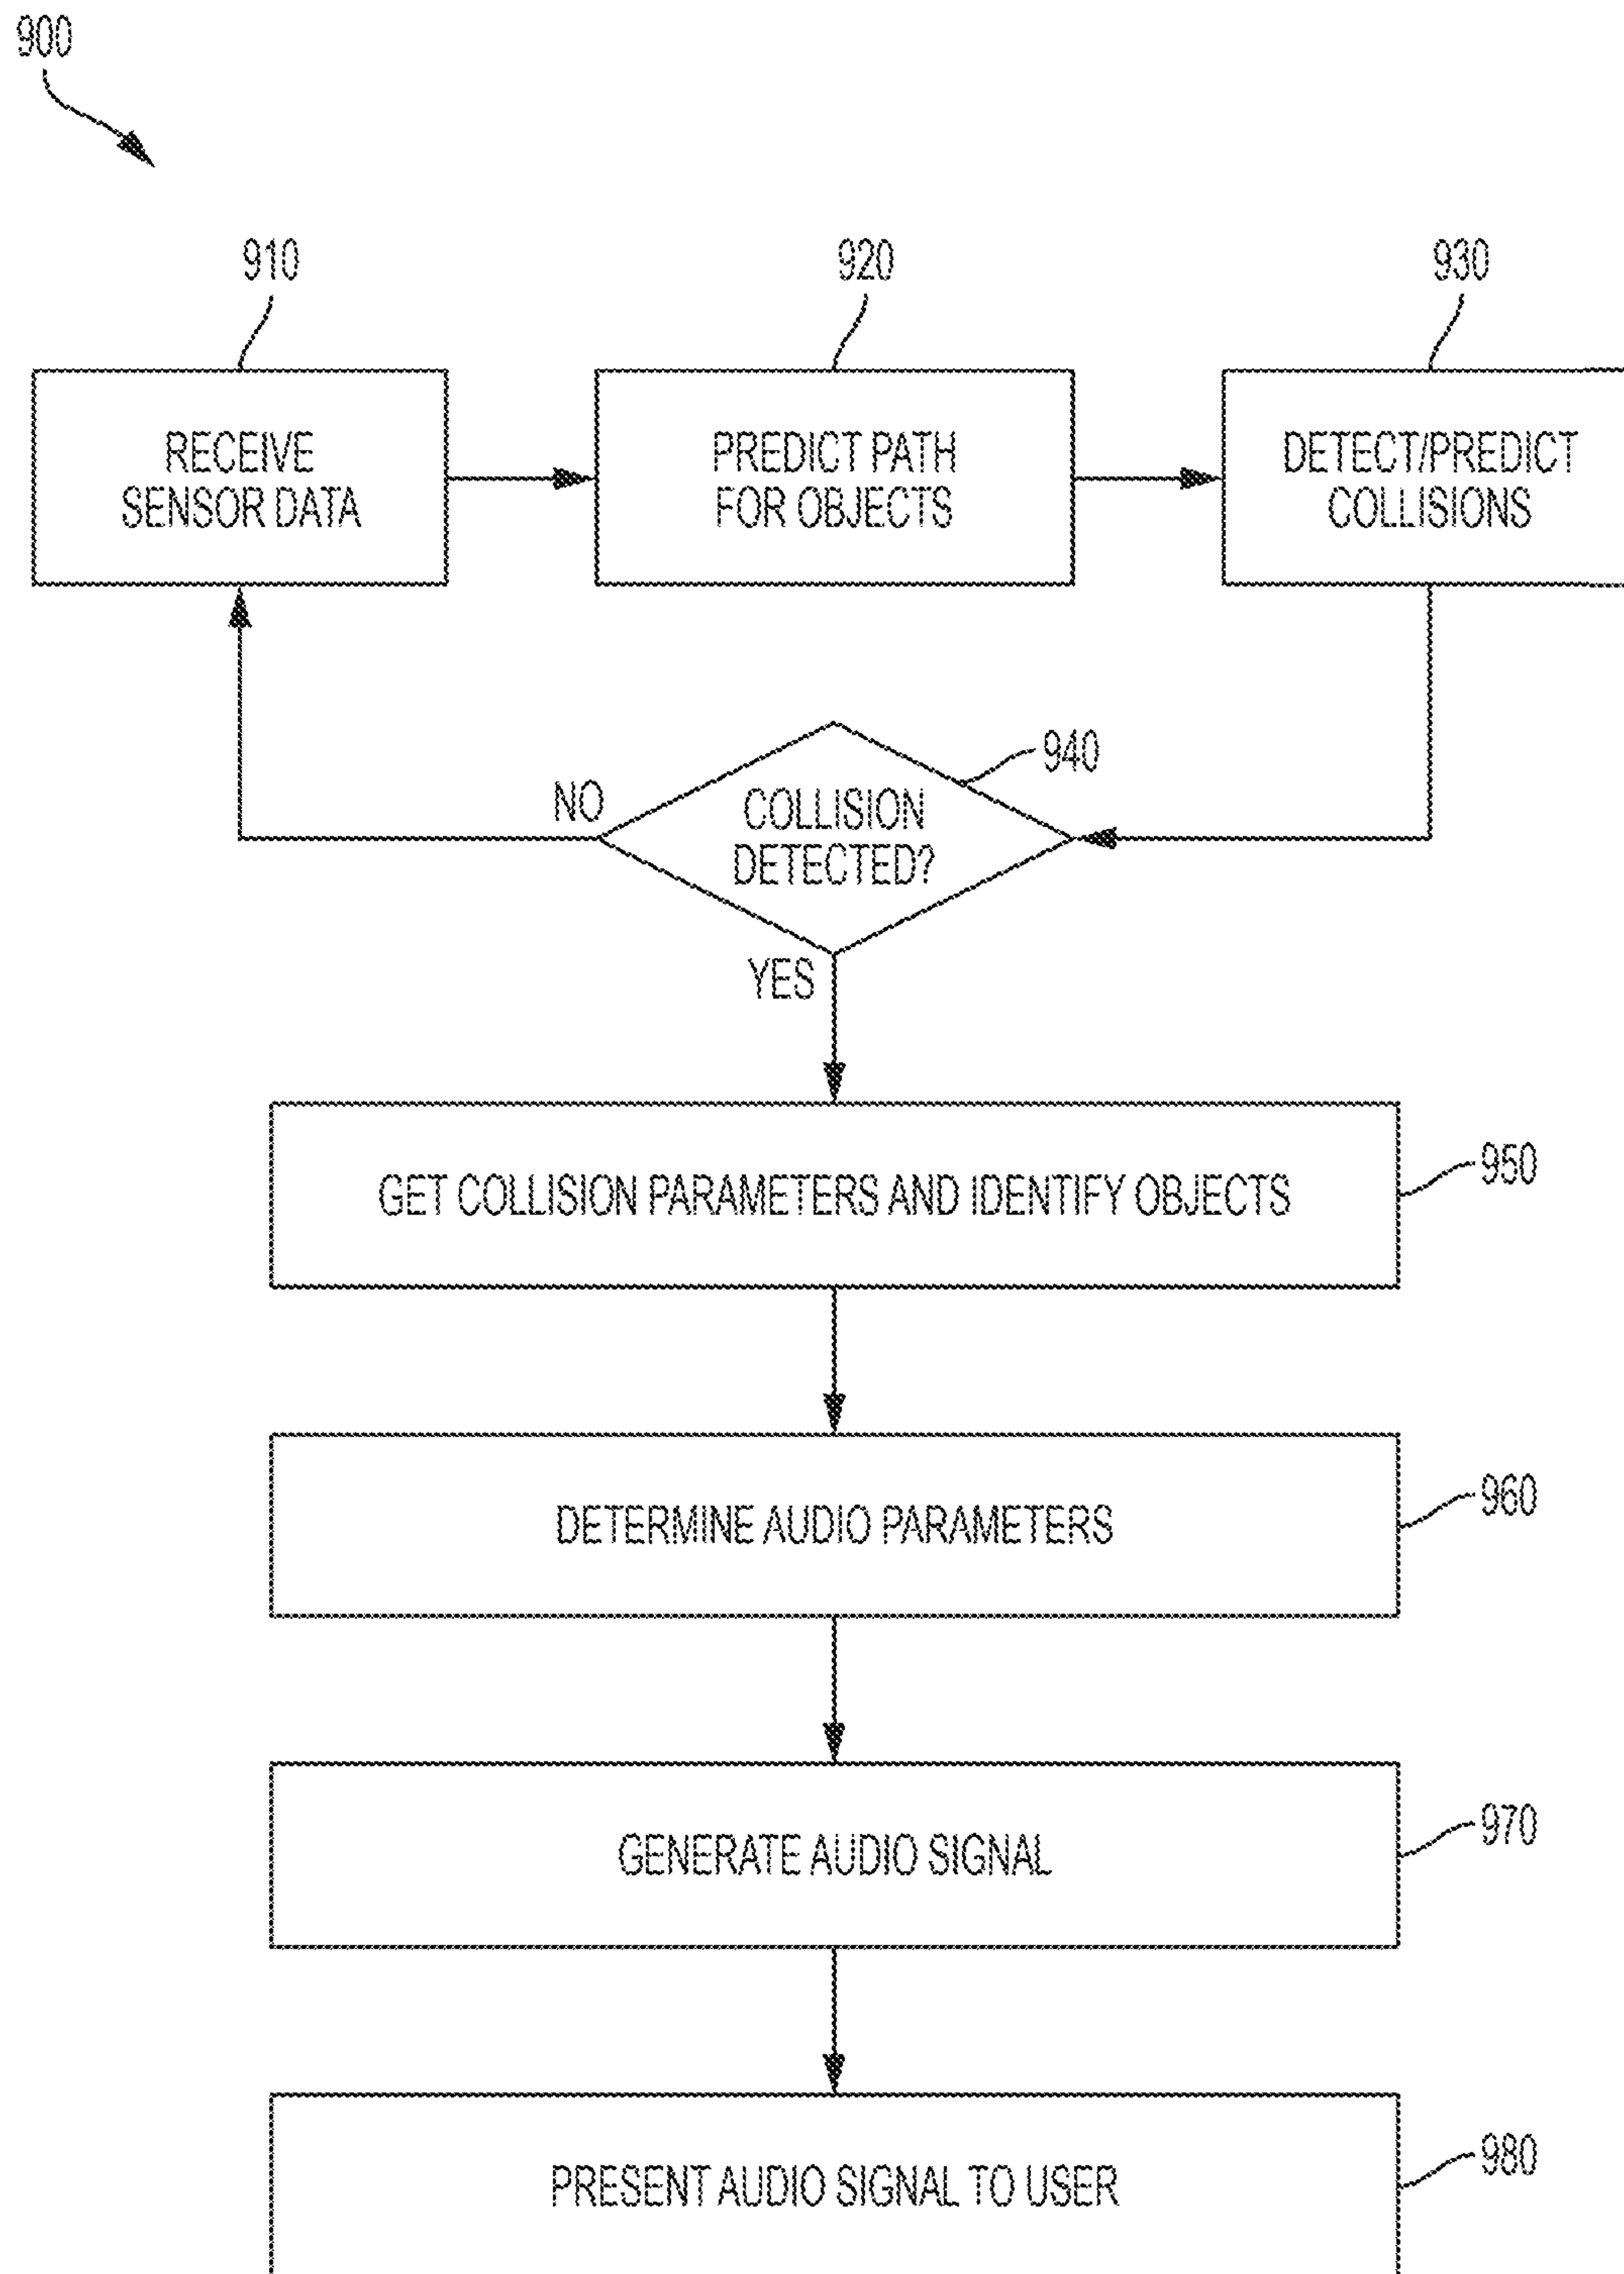 900
910
920
930
RECEIVE
SENSOR DATA
PREDICT PATH
FOR OBJECTS
DETECT/PREDICT
COLLISIONS
940
NO
COLLISION
DETECTED?
YES
950
GET COLLISION PARAMETERS AND IDENTIFY OBJECTS
960
DETERMINE AUDIO PARAMETERS
970
GENERATE AUDIO SIGNAL
980
PRESENT AUDIO SIGNAL TO USER